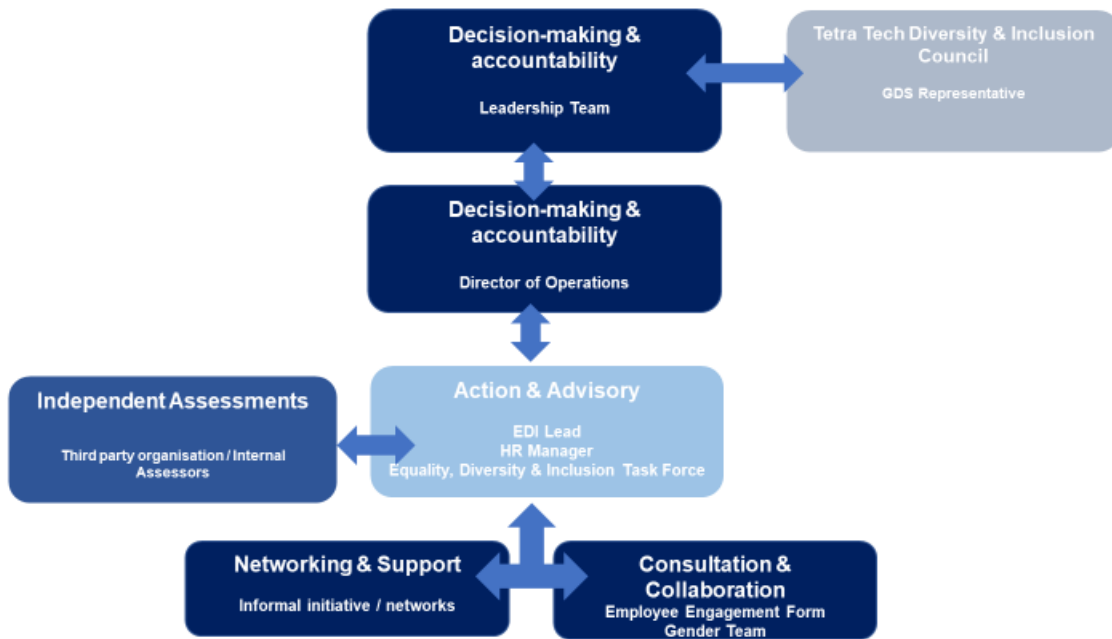 Decision-making &
accountability
Leadership Team
Tetra Tech Diversity & Inclusion
Council
GDS Representative
Decision-making &
accountability
Director of Operations
Independent Assessments
Third party organisation / Internal
Assessors
Action & Advisory
EDI Lead
HR Manager
Equality, Diversity & Inclusion Task Force
Networking & Support
Informal initiative / networks
Consultation &
Collaboration
Employee Engagement Form
Gender Team